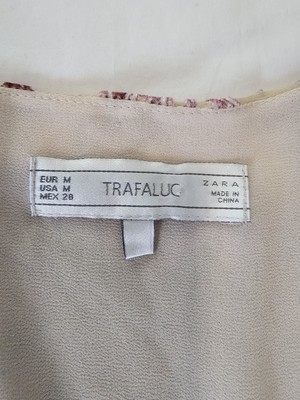 EUR M
USA M
MEX 28
TRAFALUC
ZARA
MADE IN
CHINA